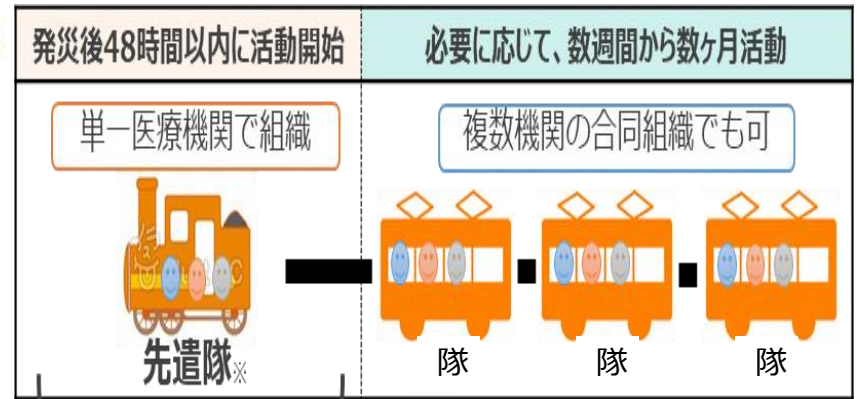 発災後48時間以内に活動開始
必要に応じて、数週間から数ヶ月活動
単一医療機関で組織
複数機関の合同組織でも可
先遣隊※
隊
隊
隊